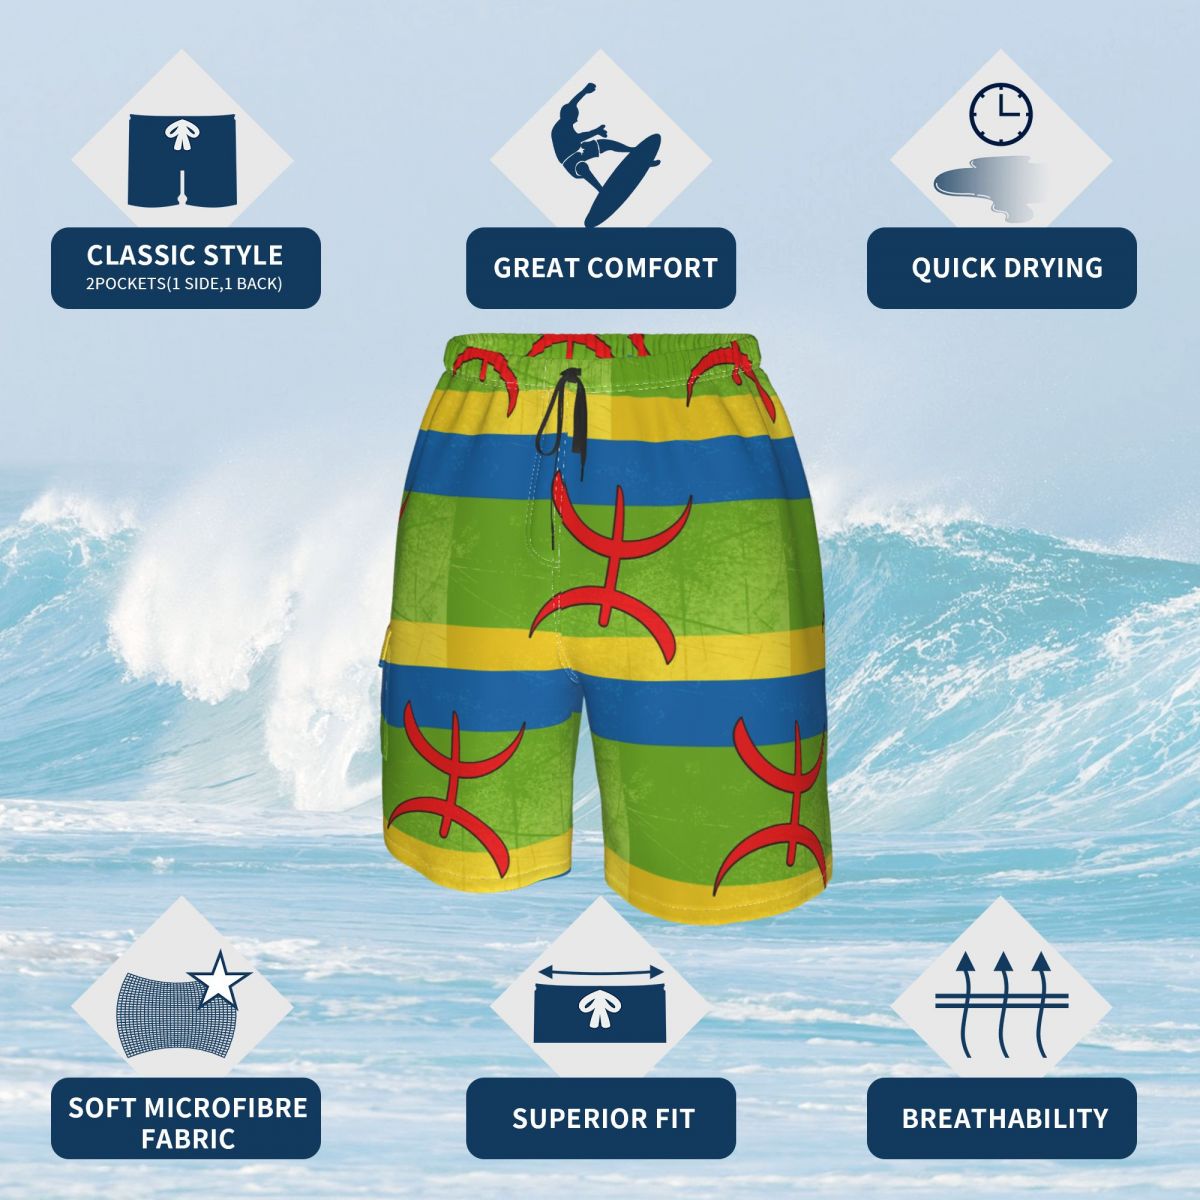 CLASSIC STYLE
2POCKETS(1 SIDE,1 BACK)
GREAT COMFORT
QUICK DRYING
SOFT MICROFIBRE
FABRIC
SUPERIOR FIT
BREATHABILITY